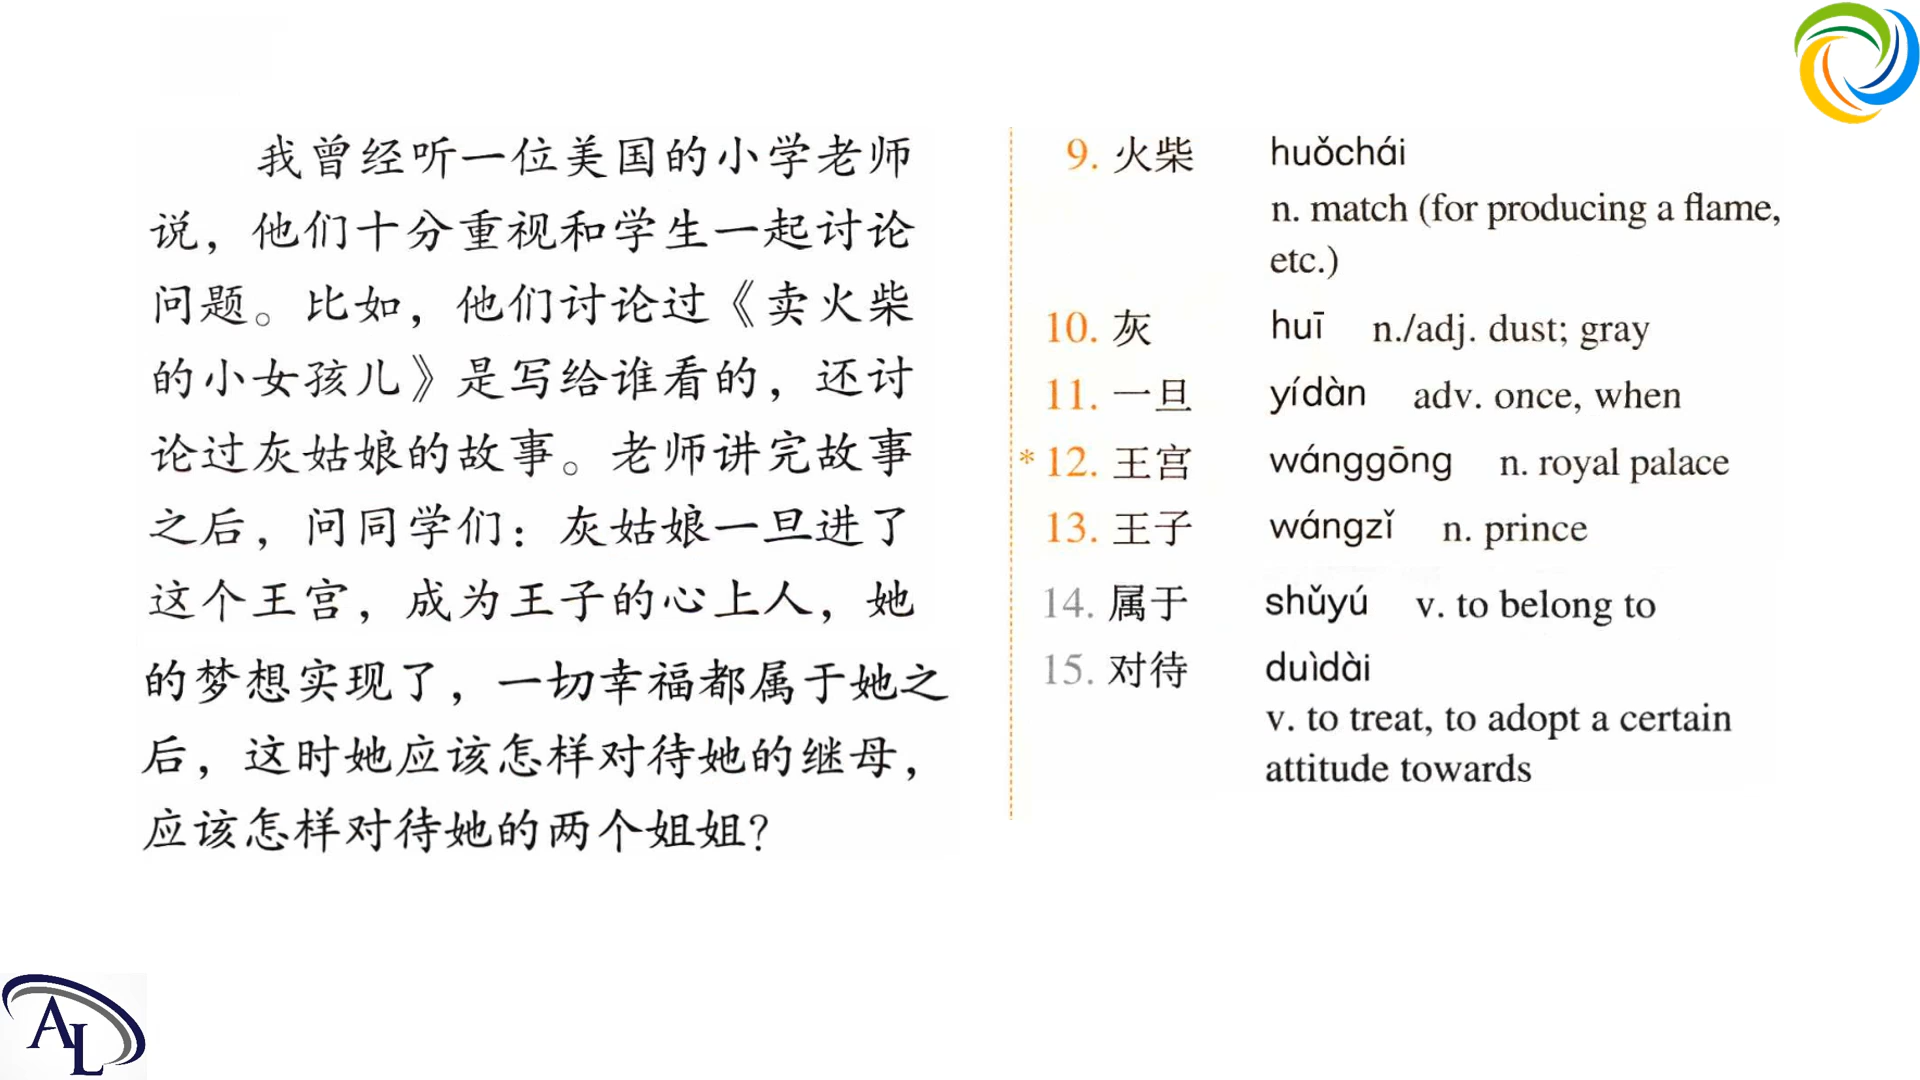 我曾经听一位美国的小学老师
说，他们十分重视和学生一起讨论
问题。比如，他们讨论过《卖火柴
的小女孩儿》是写给谁看的，还讨
论过灰姑娘的故事。老师讲完故事
之后，问同学们：灰姑娘一旦进了
这个王宫，成为王子的心上人，她
的梦想实现了，一切幸福都属于她之
后，这时她应该怎样对待她的继母，
应该怎样对待她的两个姐姐?
9. 火柴 huǒchái
n. match (for producing a flame,
etc.)
10. 灰 huī n./adj. dust; gray
11. 一旦 yídàn adv. once, when
*12. 王宫 wánggōng n. royal palace
13. 王子 wángzǐ n. prince
14. 属于 shǔyú v. to belong to
15. 对待 duìdài
v. to treat, to adopt a certain
attitude towards
AL